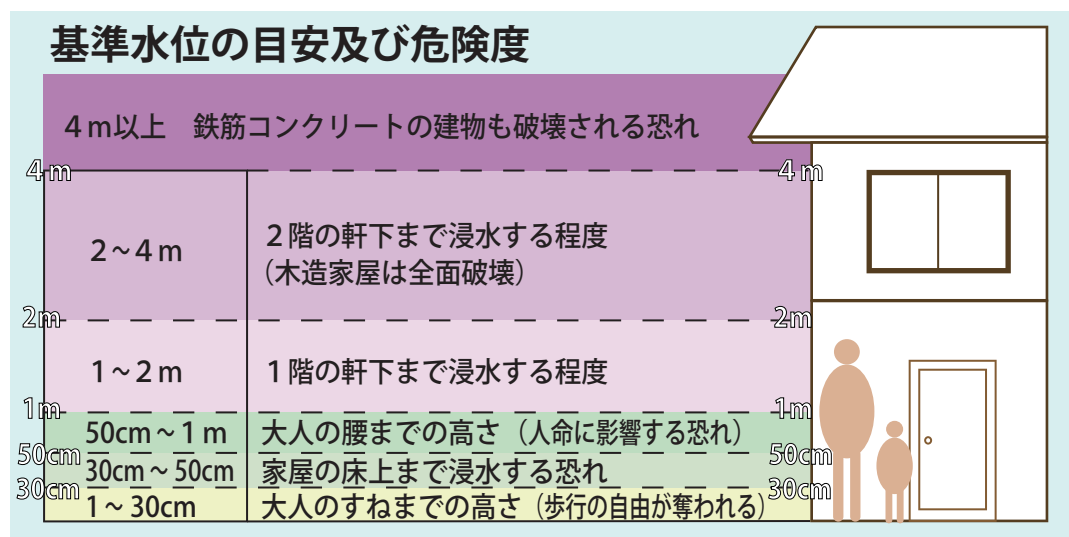 基準水位の目安及び危険度
４ｍ以上　鉄筋コンクリートの建物も破壊される恐れ
4m 4m
２～４ｍ ２階の軒下まで浸水する程度
（木造家屋は全面破壊）
2m 2m
１～２ｍ １階の軒下まで浸水する程度
1m 1m
50cm～１ｍ 大人の腰までの高さ（人命に影響する恐れ）
50cm 50cm
30cm～50cm 家屋の床上まで浸水する恐れ
30cm 30cm
1～30cm 大人のすねまでの高さ（歩行の自由が奪われる）